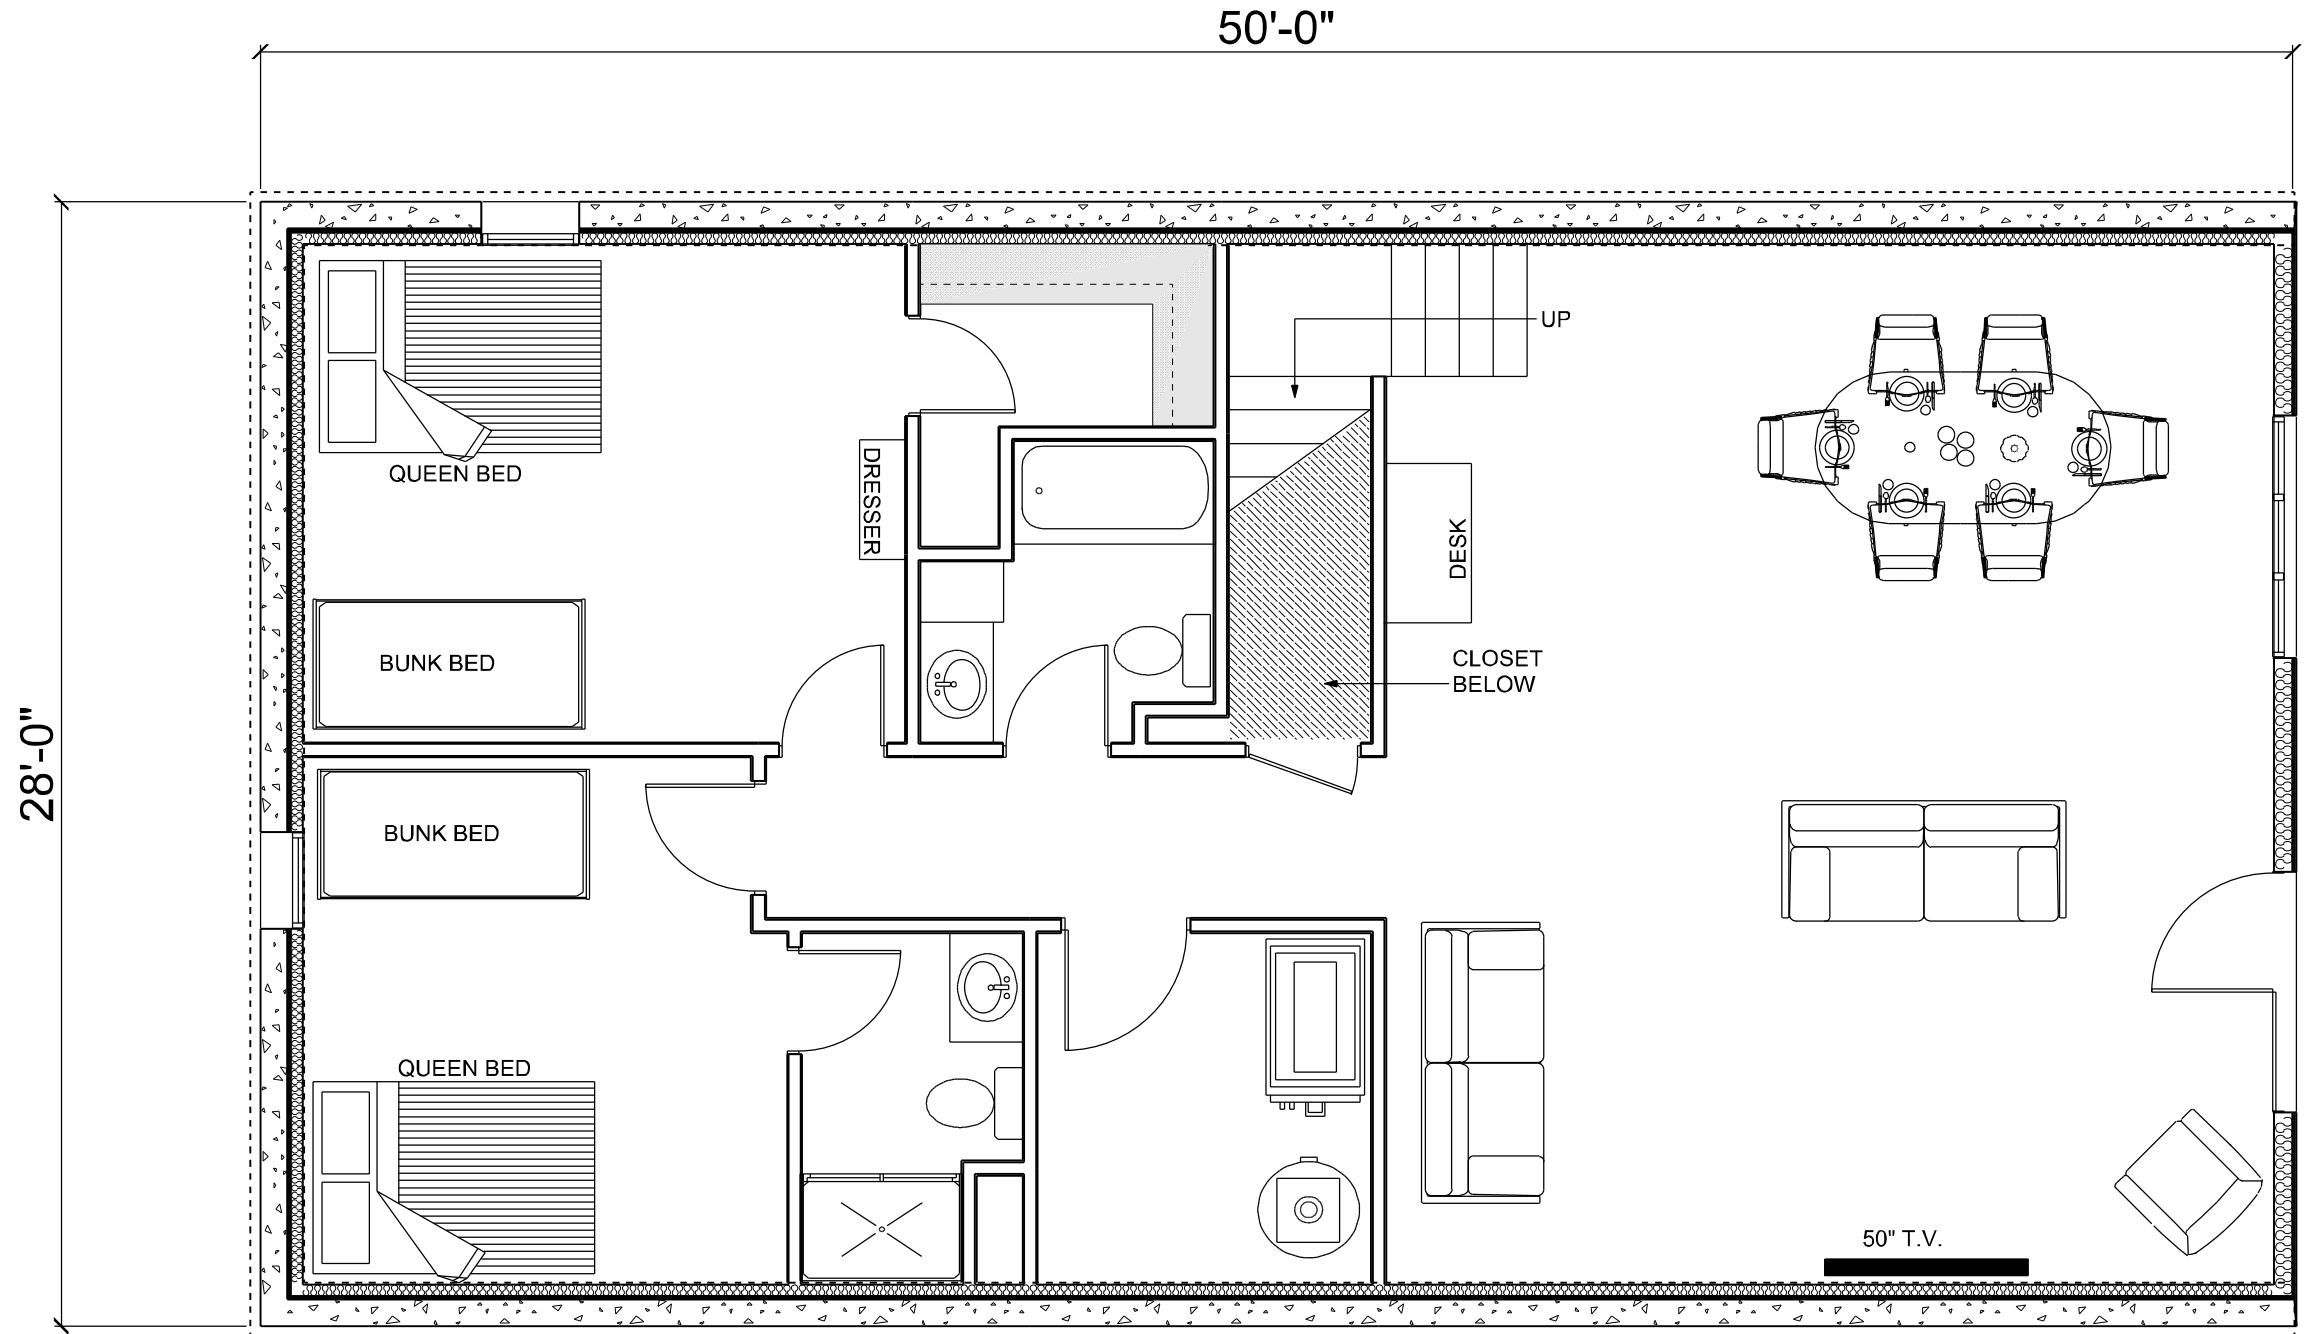 50'-0"
UP
QUEEN BED
DRESSER
DESK
CLOSET
BELOW
BUNK BED
28'-0"
BUNK BED
QUEEN BED
50" T.V.